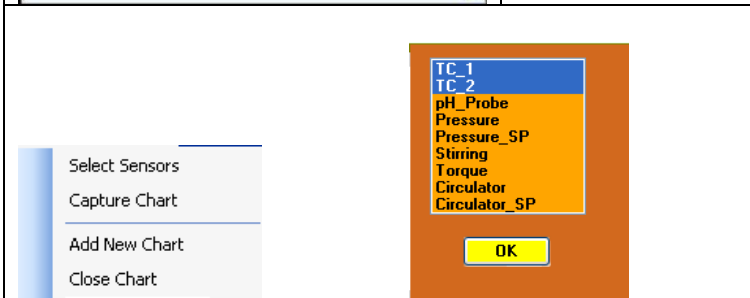 Select Sensors
Capture Chart
Add New Chart
Close Chart
TC_1
TC_2
pH_Probe
Pressure
Pressure_SP
Stirring
Torque
Circulator
Circulator_SP
OK